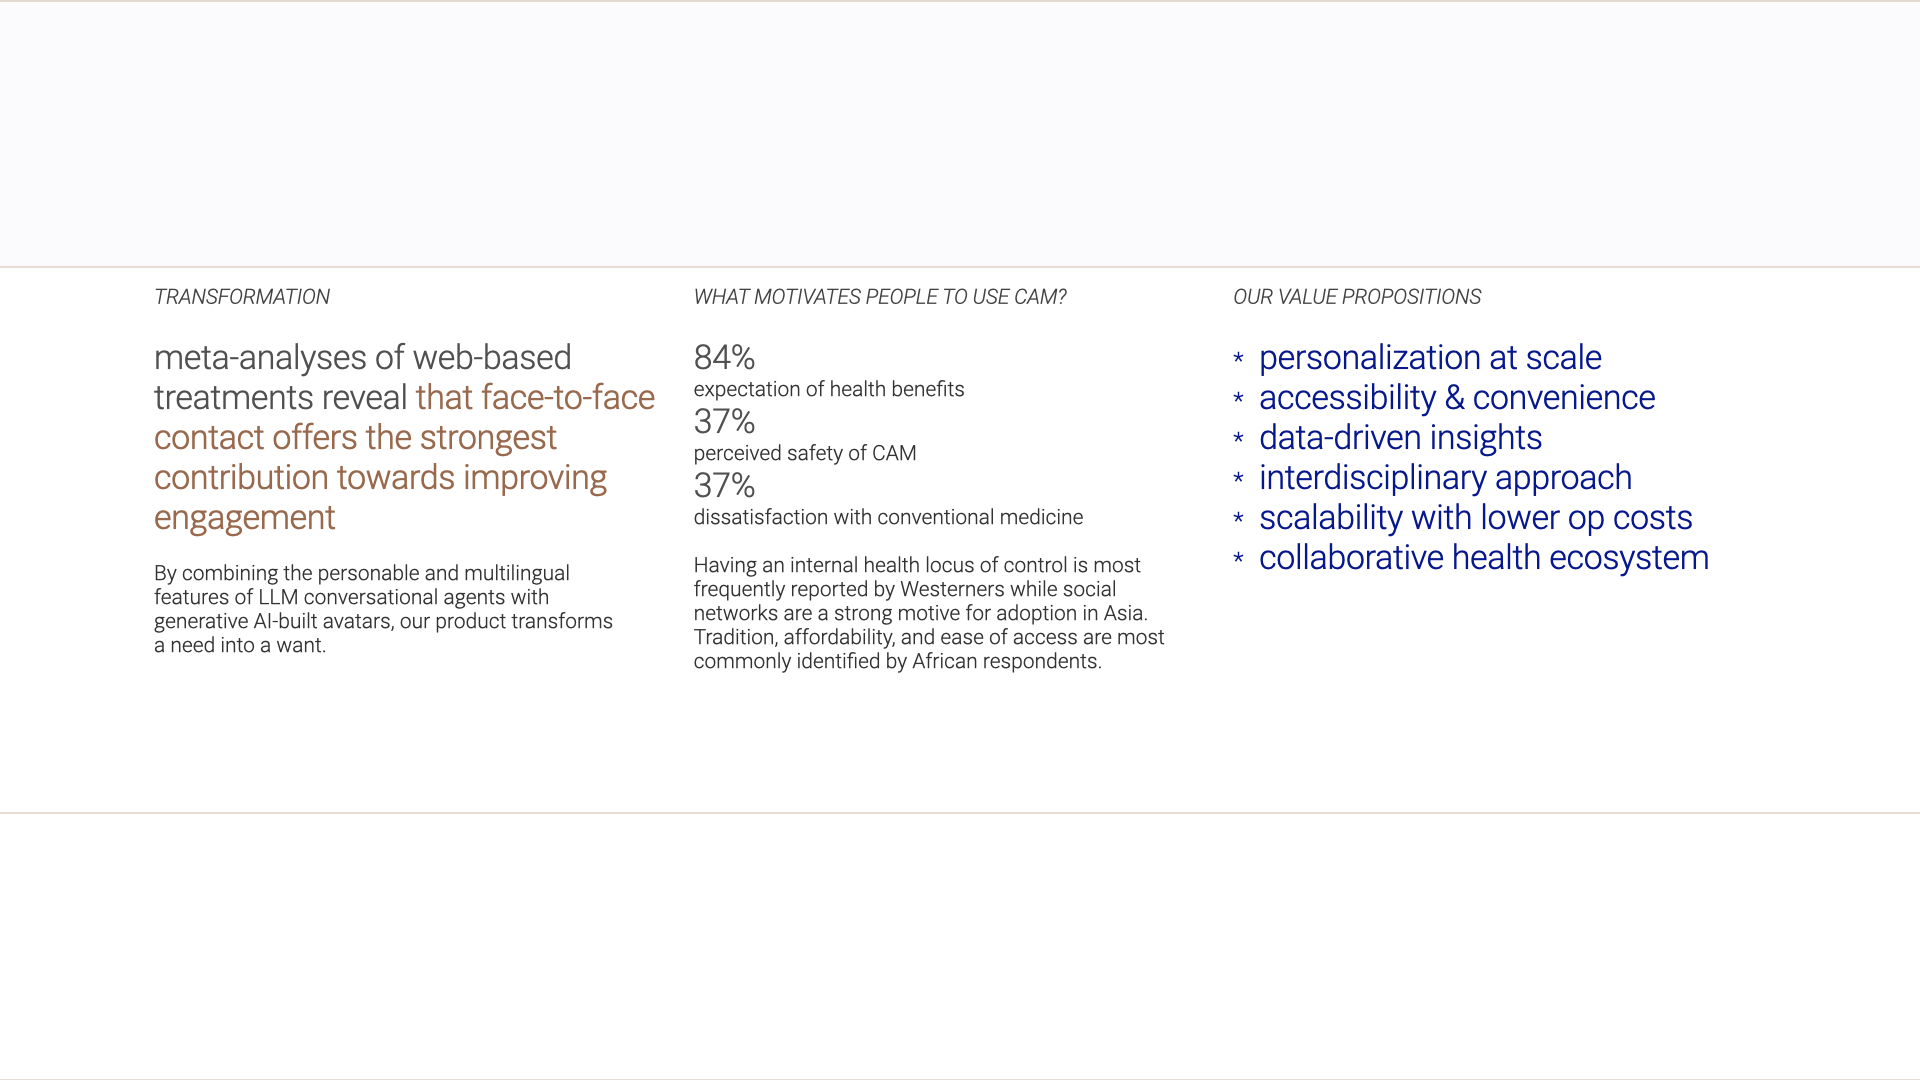 TRANSFORMATION
meta-analyses of web-based
treatments reveal that face-to-face
contact offers the strongest
contribution towards improving
engagement
By combining the personable and multilingual
features of LLM conversational agents with
generative AI-built avatars, our product transforms
a need into a want.
WHAT MOTIVATES PEOPLE TO USE CAM?
84%
expectation of health benefits
37%
perceived safety of CAM
37%
dissatisfaction with conventional medicine
Having an internal health locus of control is most
frequently reported by Westerners while social
networks are a strong motive for adoption in Asia.
Tradition, affordability, and ease of access are most
commonly identified by African respondents.
OUR VALUE PROPOSITIONS
* personalization at scale
* accessibility & convenience
* data-driven insights
* interdisciplinary approach
* scalability with lower op costs
* collaborative health ecosystem